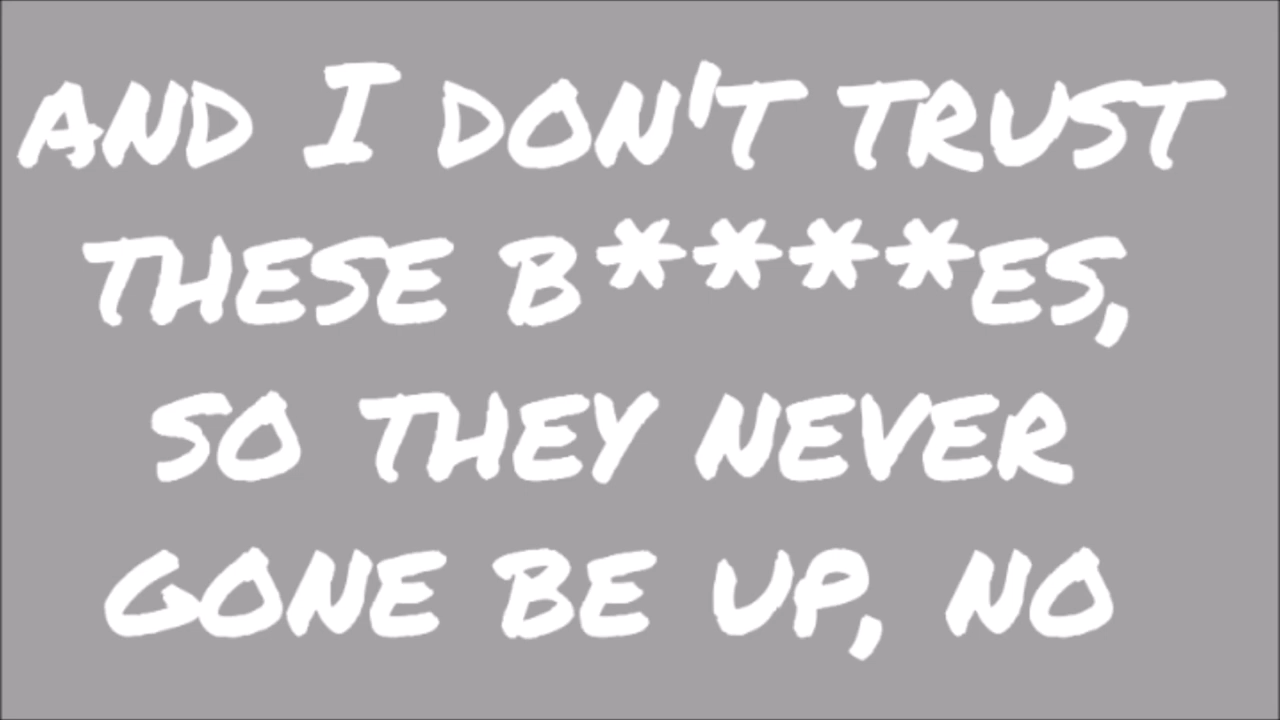 AND I DON'T TRUST
THESE B****ES,
SO THEY NEVER
GONE BE UP, NO